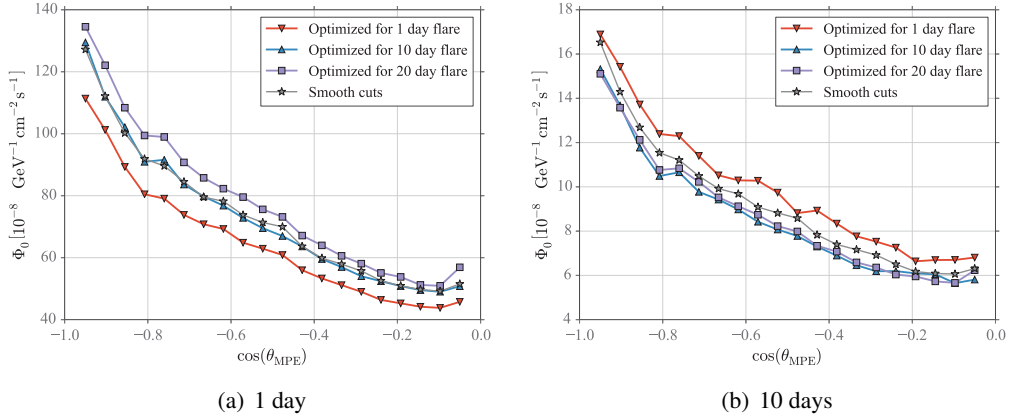 140
120
100
80
60
40
Φ₀ [10⁻⁸ GeV⁻¹ cm⁻² s⁻¹]
Optimized for 1 day flare
Optimized for 10 day flare
Optimized for 20 day flare
Smooth cuts
−1.0 −0.8 −0.6 −0.4 −0.2 0.0
cos(θ_MPE)
(a) 1 day
18
16
14
12
10
8
6
4
Φ₀ [10⁻⁸ GeV⁻¹ cm⁻² s⁻¹]
Optimized for 1 day flare
Optimized for 10 day flare
Optimized for 20 day flare
Smooth cuts
−1.0 −0.8 −0.6 −0.4 −0.2 0.0
cos(θ_MPE)
(b) 10 days